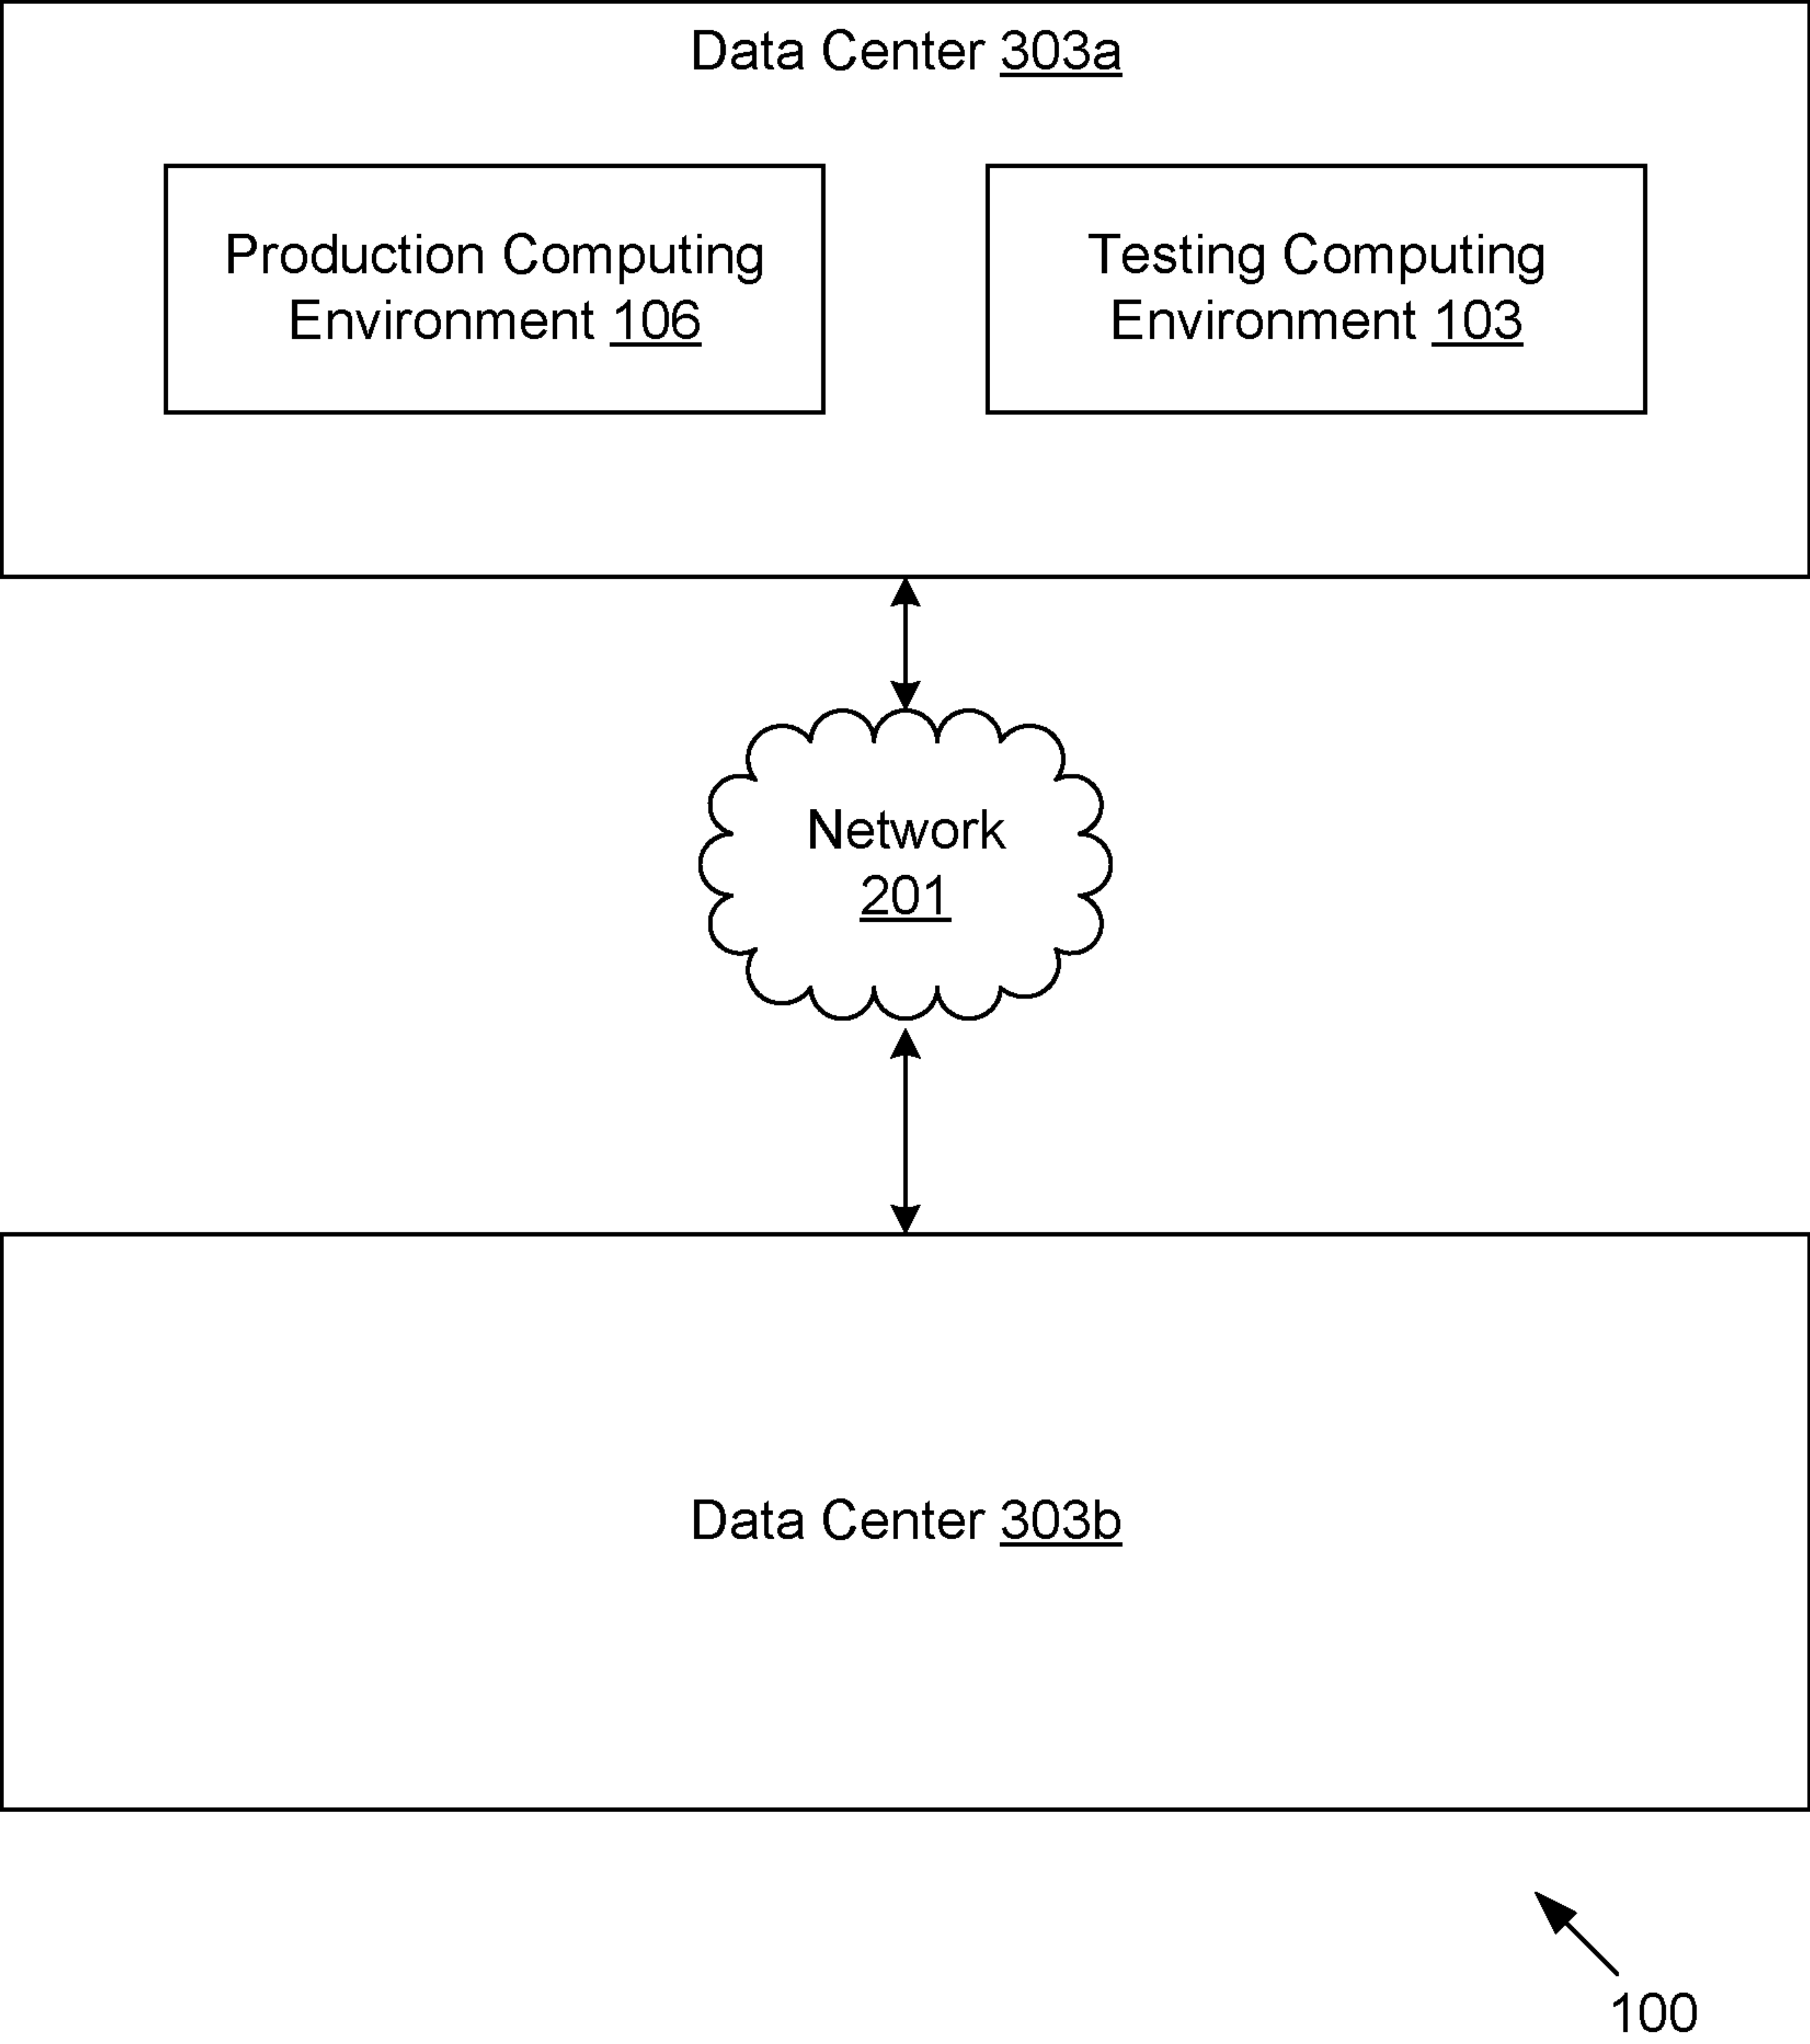 Data Center 303a
Production Computing
Environment 106
Testing Computing
Environment 103
Network
201
Data Center 303b
100